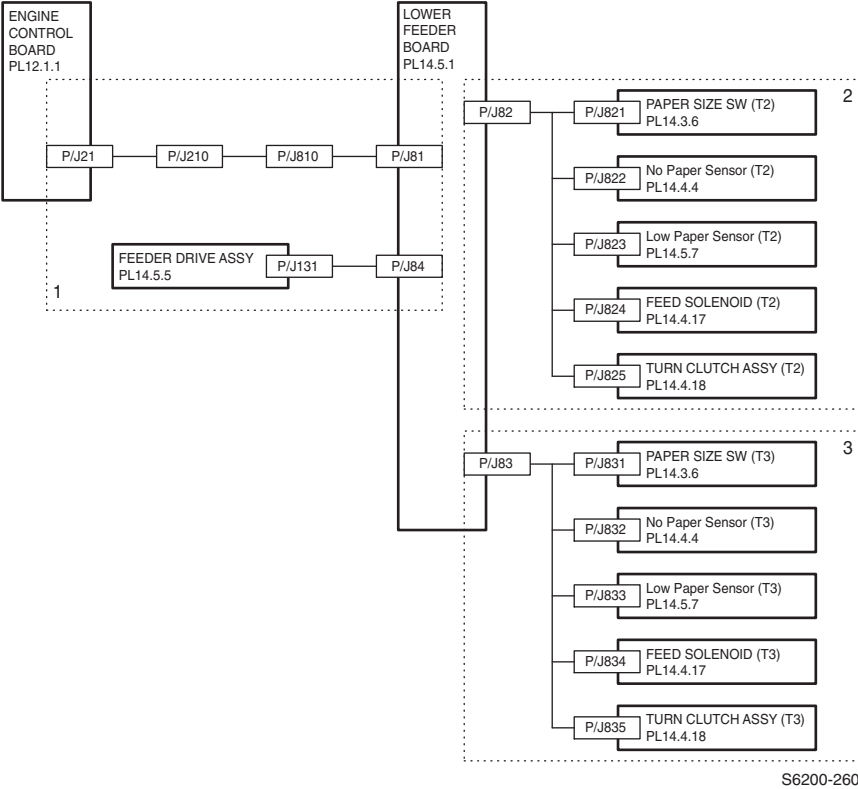 ENGINE
CONTROL
BOARD
PL12.1.1
LOWER
FEEDER
BOARD
PL14.5.1
P/J21
P/J210
P/J810
P/J81
FEEDER DRIVE ASSY
PL14.5.5
P/J131
P/J84
1
2
P/J82
P/J821
PAPER SIZE SW (T2)
PL14.3.6
P/J822
No Paper Sensor (T2)
PL14.4.4
P/J823
Low Paper Sensor (T2)
PL14.5.7
P/J824
FEED SOLENOID (T2)
PL14.4.17
P/J825
TURN CLUTCH ASSY (T2)
PL14.4.18
3
P/J83
P/J831
PAPER SIZE SW (T3)
PL14.3.6
P/J832
No Paper Sensor (T3)
PL14.4.4
P/J833
Low Paper Sensor (T3)
PL14.5.7
P/J834
FEED SOLENOID (T3)
PL14.4.17
P/J835
TURN CLUTCH ASSY (T3)
PL14.4.18
S6200-260